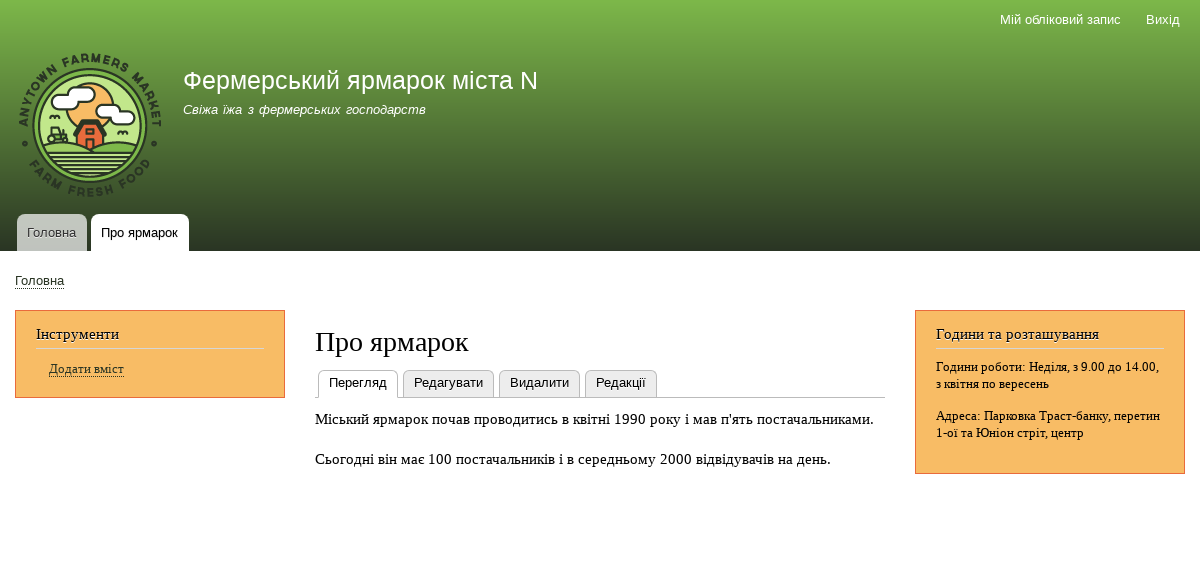 Мій обліковий запис Вихід
ANYTOWN FARMERS MARKET
FARM FRESH FOOD
Фермерський ярмарок міста N
Свіжа їжа з фермерських господарств
Головна Про ярмарок
Головна
Інструменти
Додати вміст
Про ярмарок
Перегляд Редагувати Видалити Редакції
Міський ярмарок почав проводитись в квітні 1990 року і мав п'ять постачальниками.
Сьогодні він має 100 постачальників і в середньому 2000 відвідувачів на день.
Години та розташування
Години роботи: Неділя, з 9.00 до 14.00,
з квітня по вересень
Адреса: Парковка Траст-банку, перетин
1-ої та Юніон стріт, центр